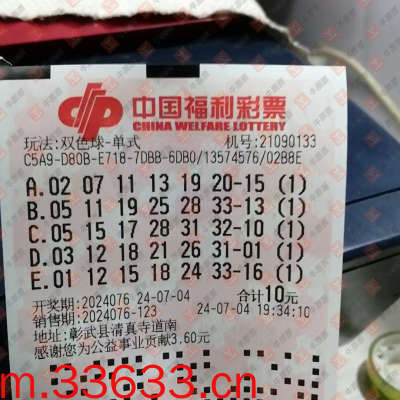 中国福利彩票
CHINA WELFARE LOTTERY
玩法:双色球-单式 机号:21090133
C5A9-D80B-E718-7DBB-6DB0/13574576/02B8E
A.02 07 11 13 19 20-15 (1)
B.05 11 19 25 28 33-13 (1)
C.05 15 17 28 31 32-10 (1)
D.03 12 18 21 26 31-01 (1)
E.01 12 15 18 24 33-16 (1)
开奖期:2024076 24-07-04 合计10元
销售期:2024076-123 24-07-04 19:34:10
地址:彰武县清真寺道南
感谢您为公益事业贡献3.60元
m.33633.cn